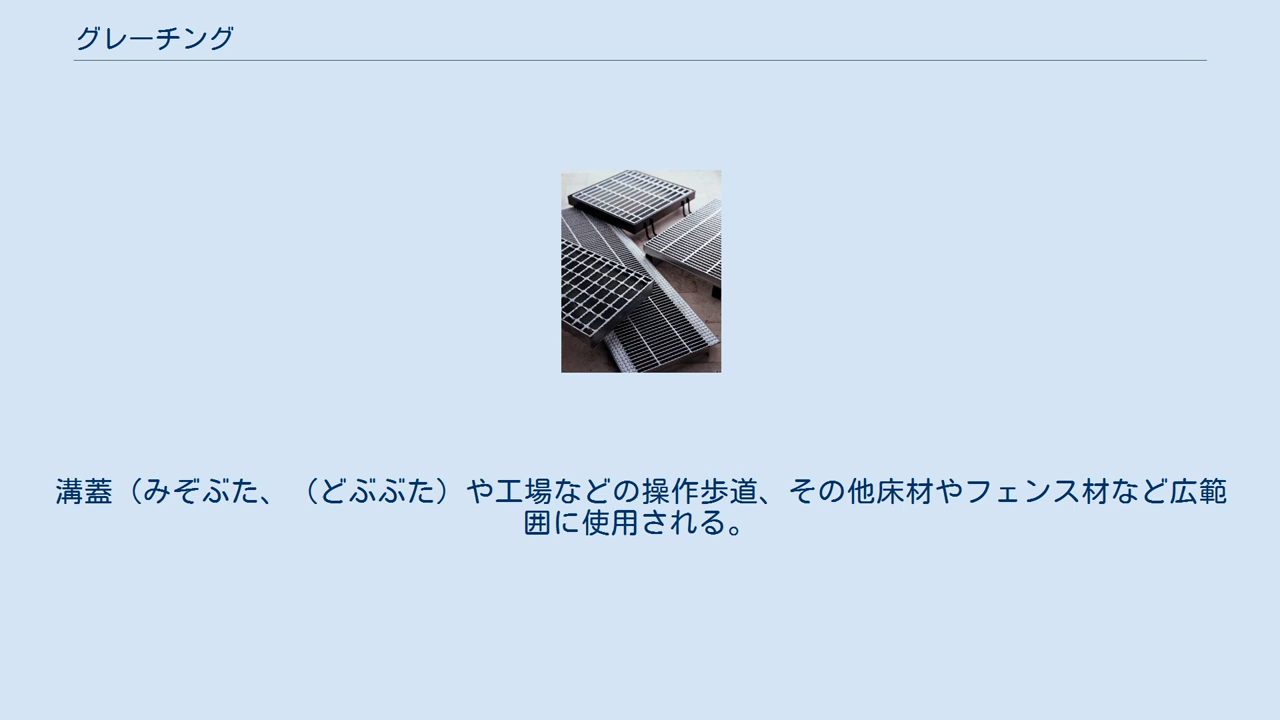 グレーチング
溝蓋（みぞぶた、（どぶぶた）や工場などの操作歩道、その他床材やフェンス材など広範
囲に使用される。